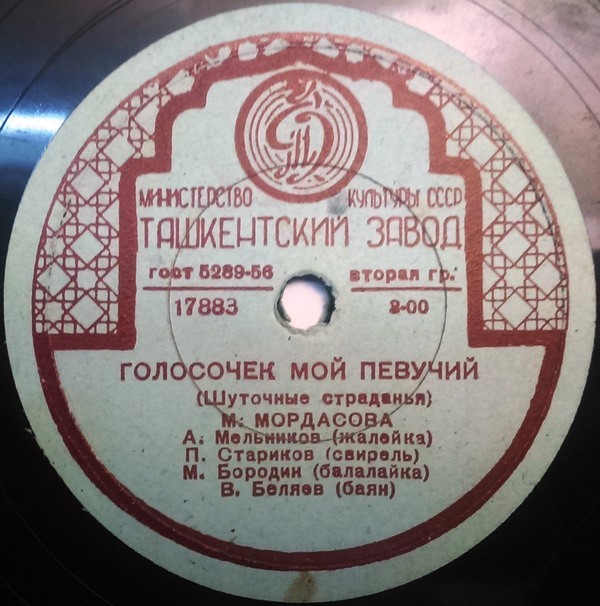 МИНИСТЕРСТВО КУЛЬТУРЫ СССР
ТАШКЕНТСКИЙ ЗАВОД
гост 5289-56 вторая гр.
17883 8-00
ГОЛОСОЧЕК МОЙ ПЕВУЧИЙ
(Шуточные страданья)
М. МОРДАСОВА
А. Мельников (жалейка)
П. Стариков (свирель)
М. Бородин (балалайка)
В. Беляев (баян)